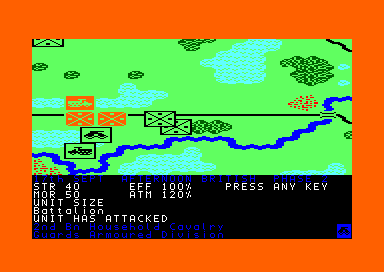 SEPT AFTERNOON BRITISH PHASE
STR 40 EFF 100% PRESS ANY KEY
MOR 50 ATM 120%
UNIT SIZE
Battalion
UNIT HAS ATTACKED
2nd Bn Household Cavalry
Guards Armoured Division